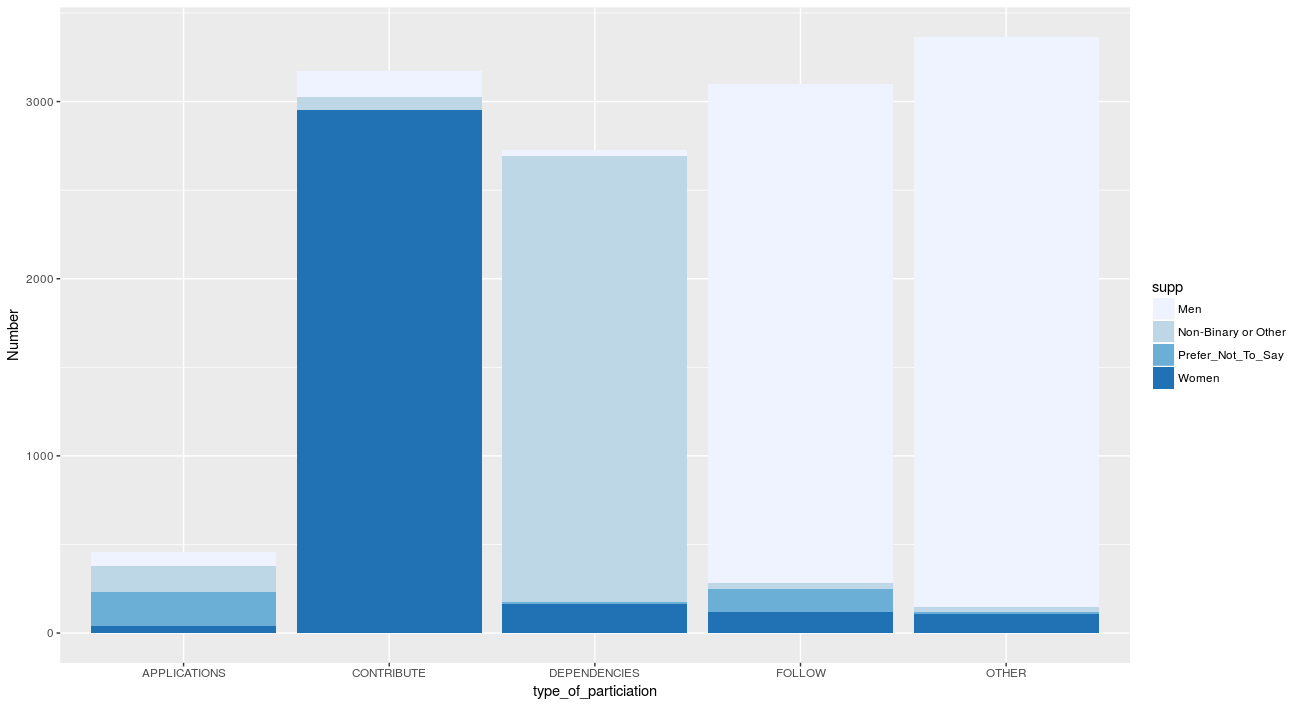 3000
2000
1000
0
Number
APPLICATIONS
CONTRIBUTE
DEPENDENCIES
FOLLOW
OTHER
type_of_particiation
supp
Men
Non-Binary or Other
Prefer_Not_To_Say
Women